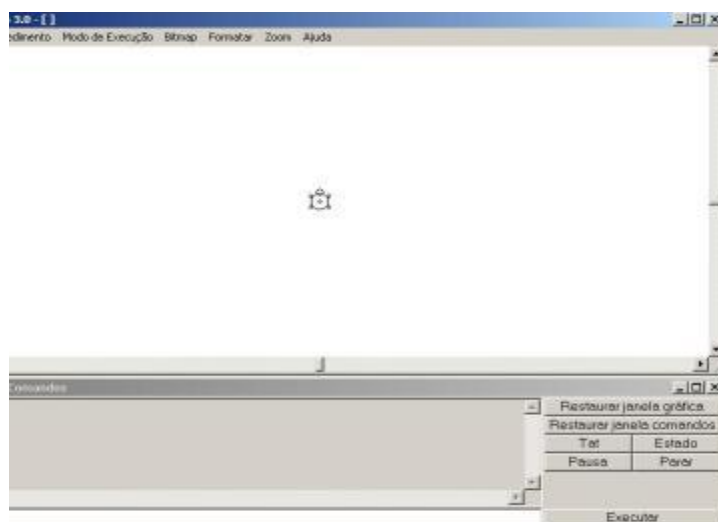 3.0 - [ ]
edimento Modo de Execução Bitmap Formatar Zoom Ajuda
Comandos
Restaurar janela gráfica
Restaurar janela comandos
Tat Estado
Pausa Parar
Executar